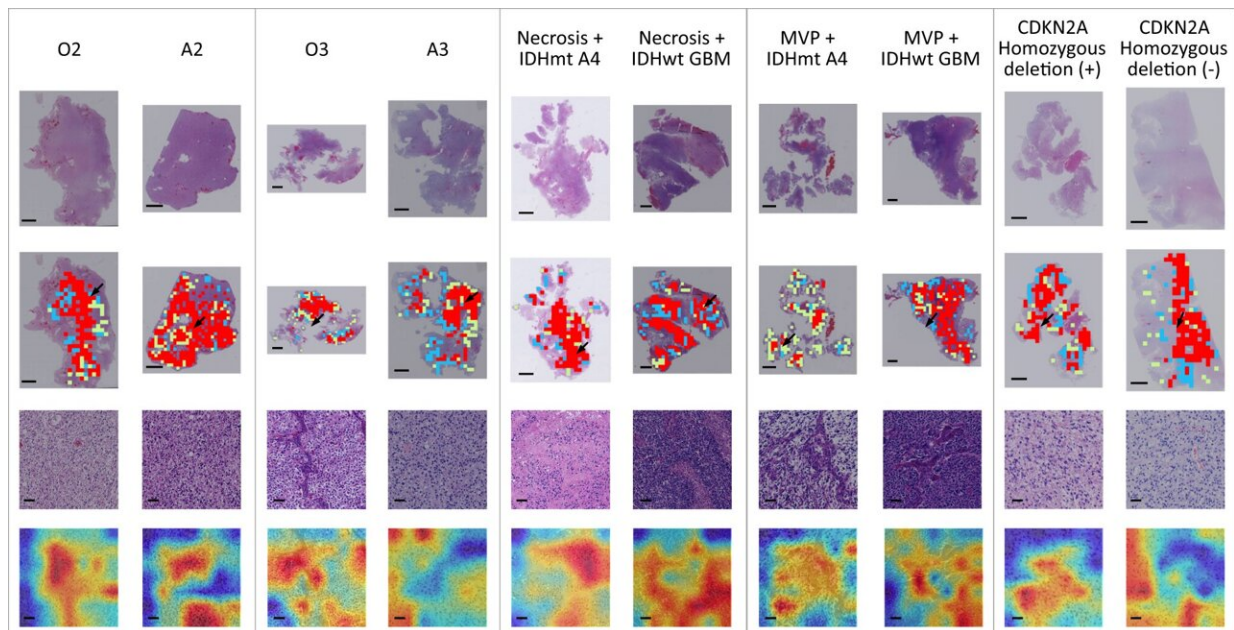 O2
A2
O3
A3
Necrosis +
IDHmt A4
Necrosis +
IDHwt GBM
MVP +
IDHmt A4
MVP +
IDHwt GBM
CDKN2A
Homozygous
deletion (+)
CDKN2A
Homozygous
deletion (-)